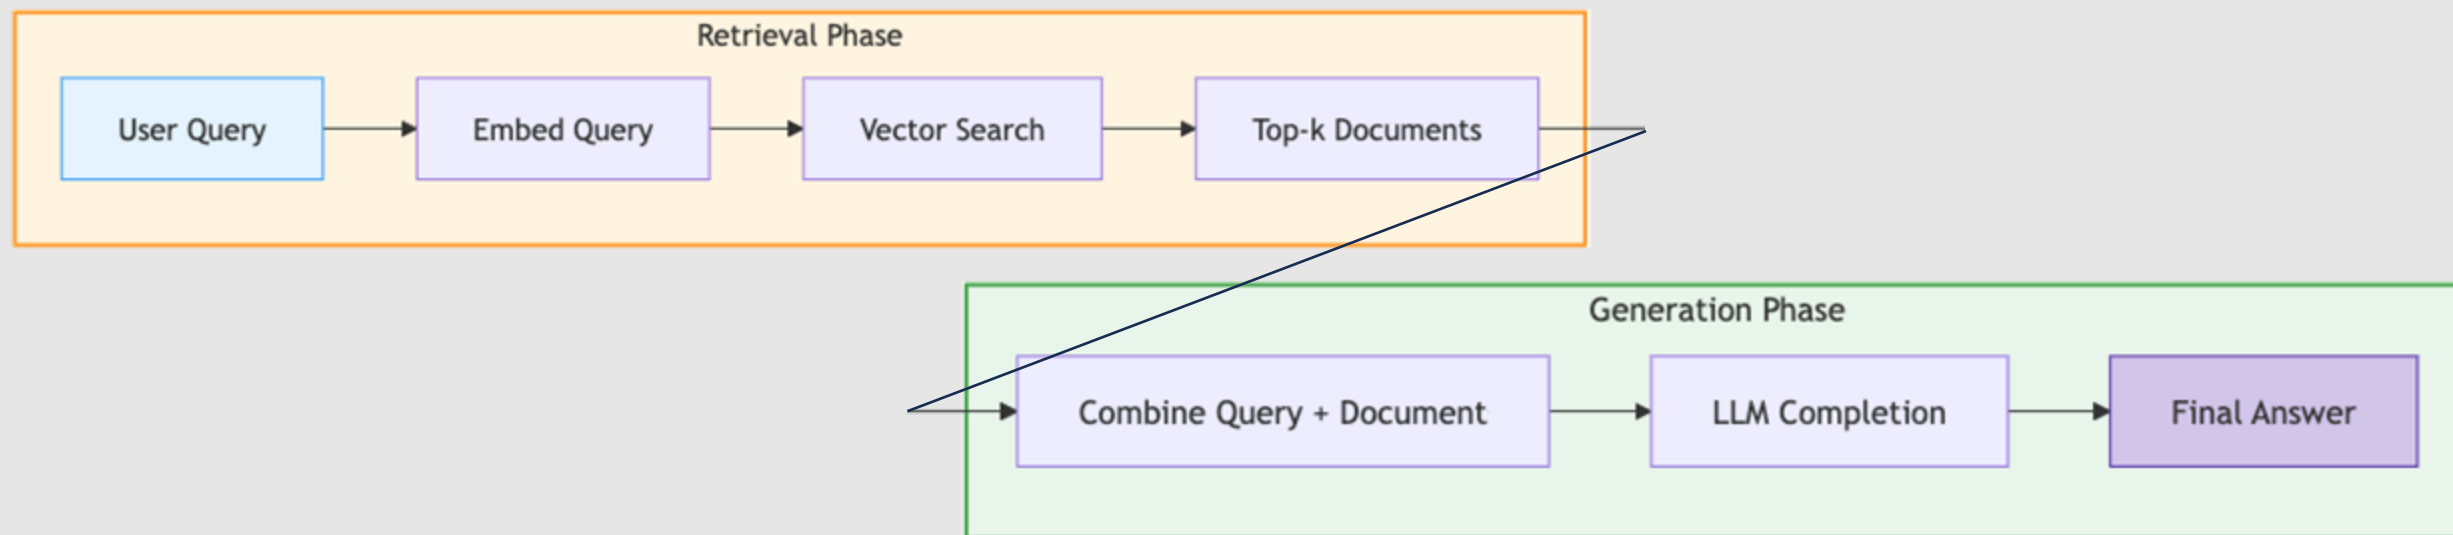 Retrieval Phase
User Query
Embed Query
Vector Search
Top-k Documents
Generation Phase
Combine Query + Document
LLM Completion
Final Answer